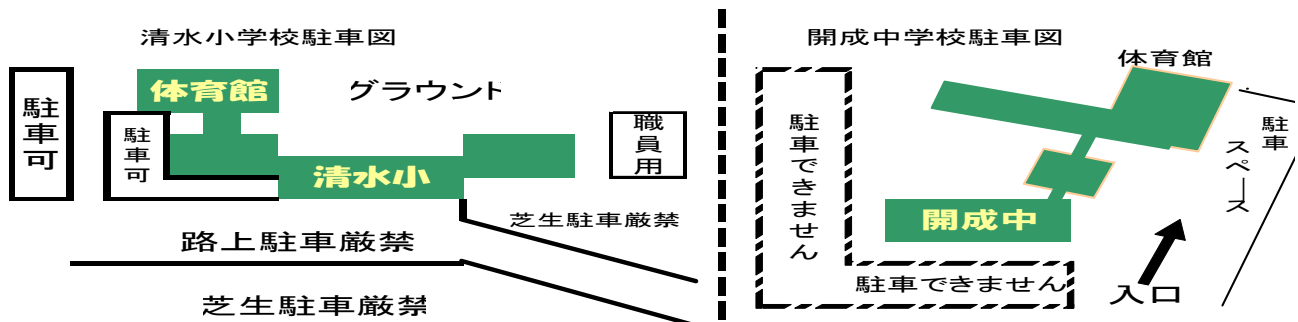 清水小学校駐車図
体育館
グラウンド
駐車可
駐車可
職員用
清水小
芝生駐車厳禁
路上駐車厳禁
芝生駐車厳禁
開成中学校駐車図
体育館
駐車できません
駐車
スペース
開成中
駐車できません
入口